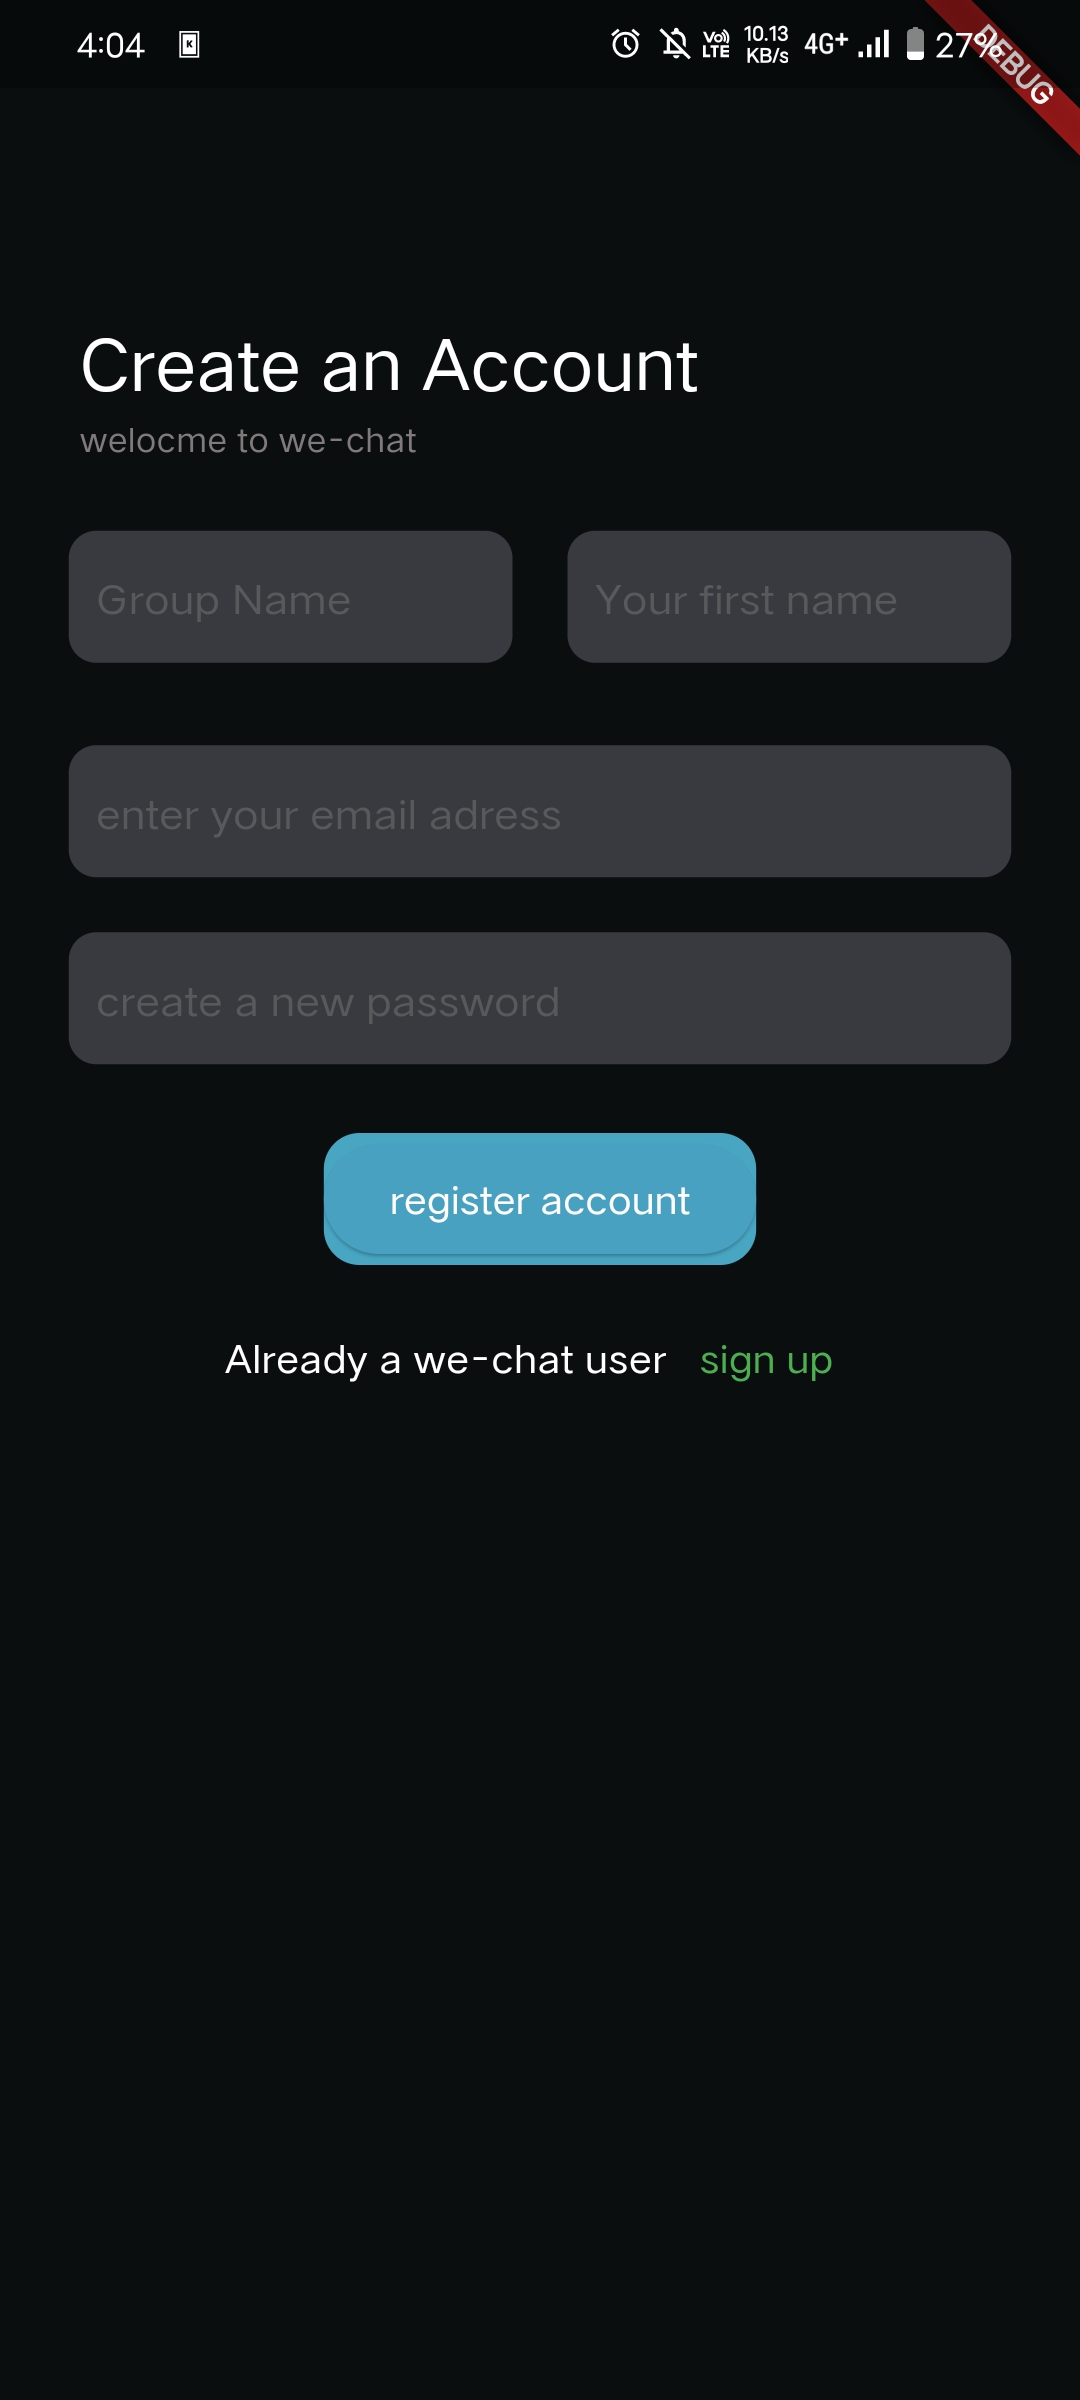 4:04
Vo) LTE 10.13 KB/s 4G+ 27%
DEBUG
Create an Account
welocme to we-chat
Group Name
Your first name
enter your email adress
create a new password
register account
Already a we-chat user sign up